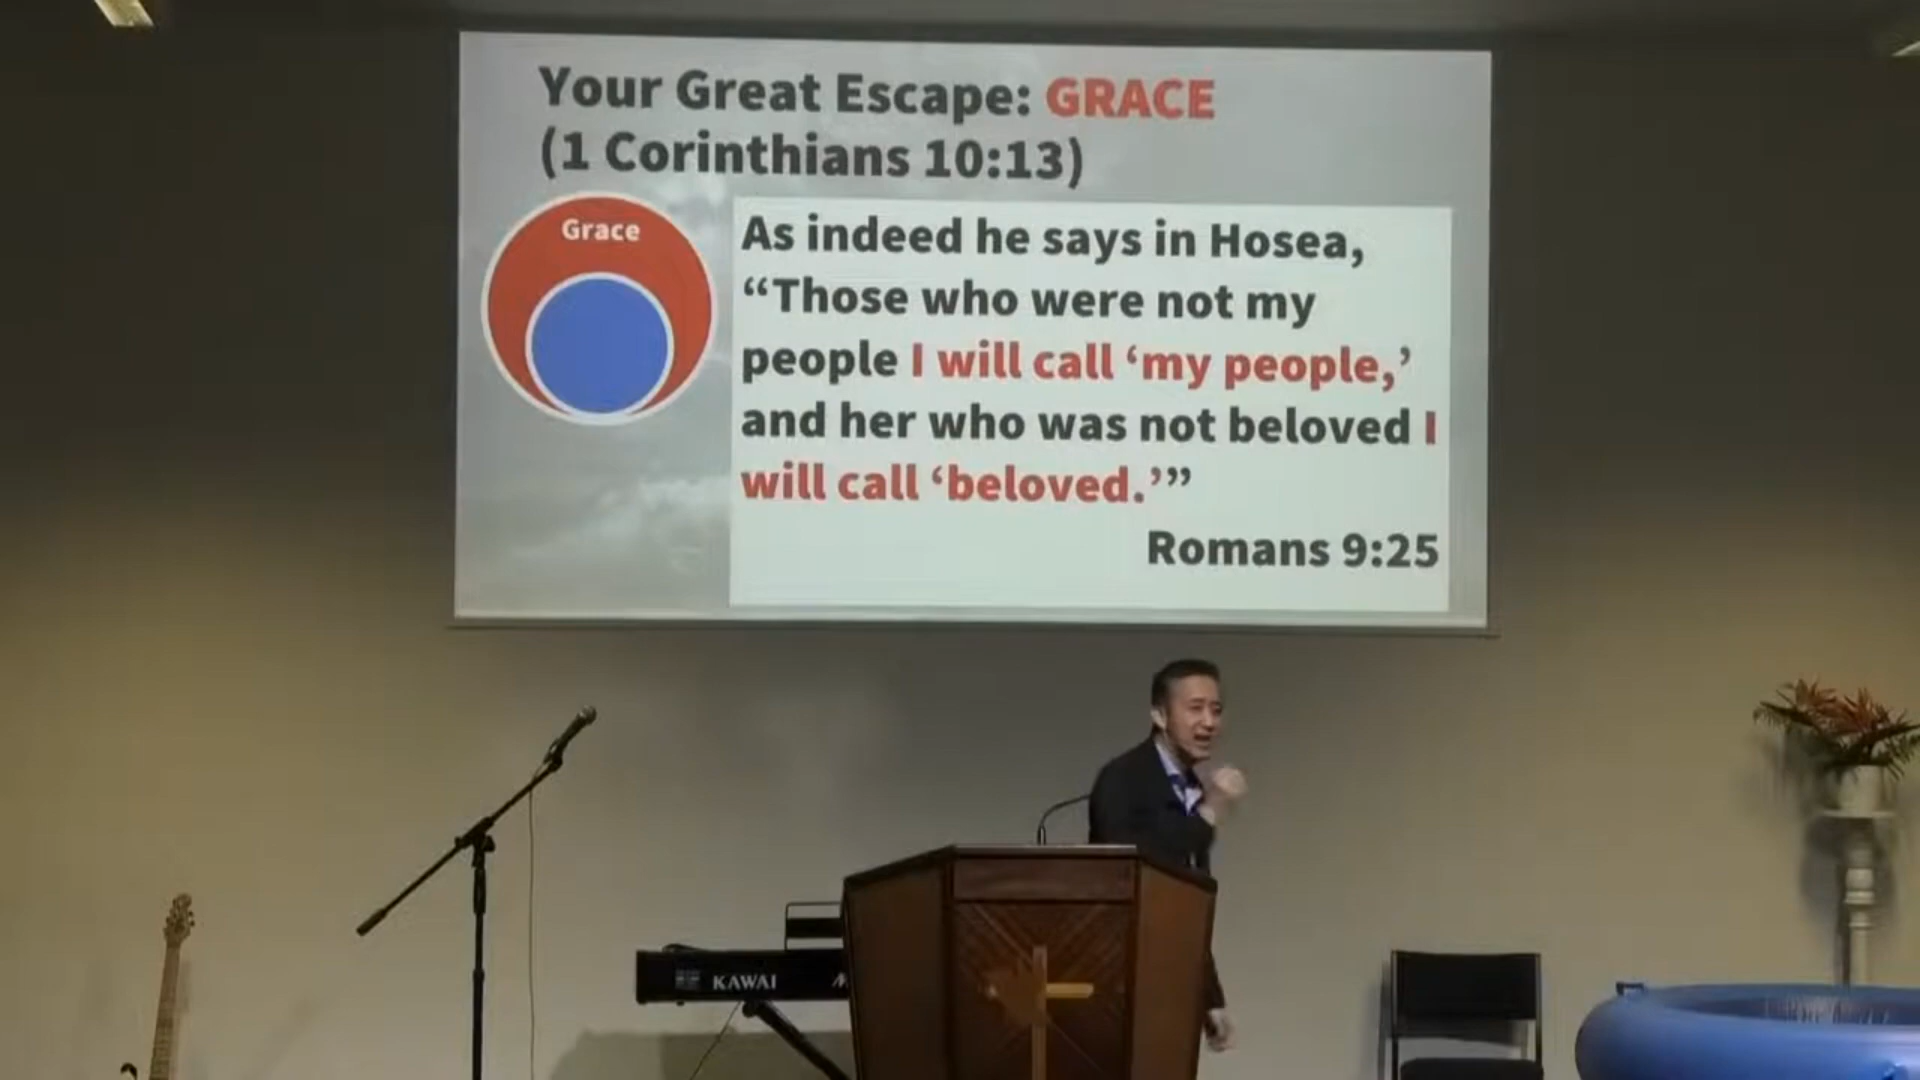 Your Great Escape: GRACE
(1 Corinthians 10:13)
Grace
As indeed he says in Hosea,
“Those who were not my
people I will call ‘my people,’
and her who was not beloved I
will call ‘beloved.’”
Romans 9:25
KAWAI